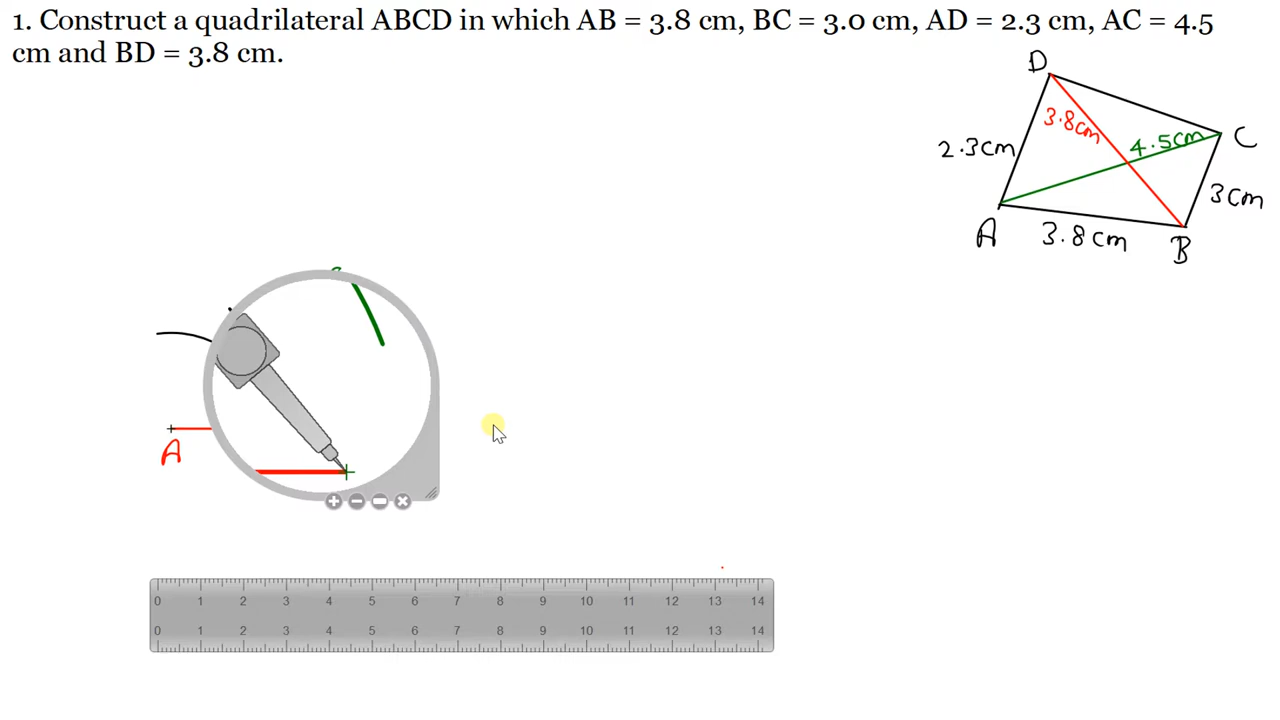 1. Construct a quadrilateral ABCD in which AB = 3.8 cm, BC = 3.0 cm, AD = 2.3 cm, AC = 4.5
cm and BD = 3.8 cm.
D
3.8cm
4.5cm
C
2.3cm
3cm
A
3.8cm
B
A
0 1 2 3 4 5 6 7 8 9 10 11 12 13 14
0 1 2 3 4 5 6 7 8 9 10 11 12 13 14